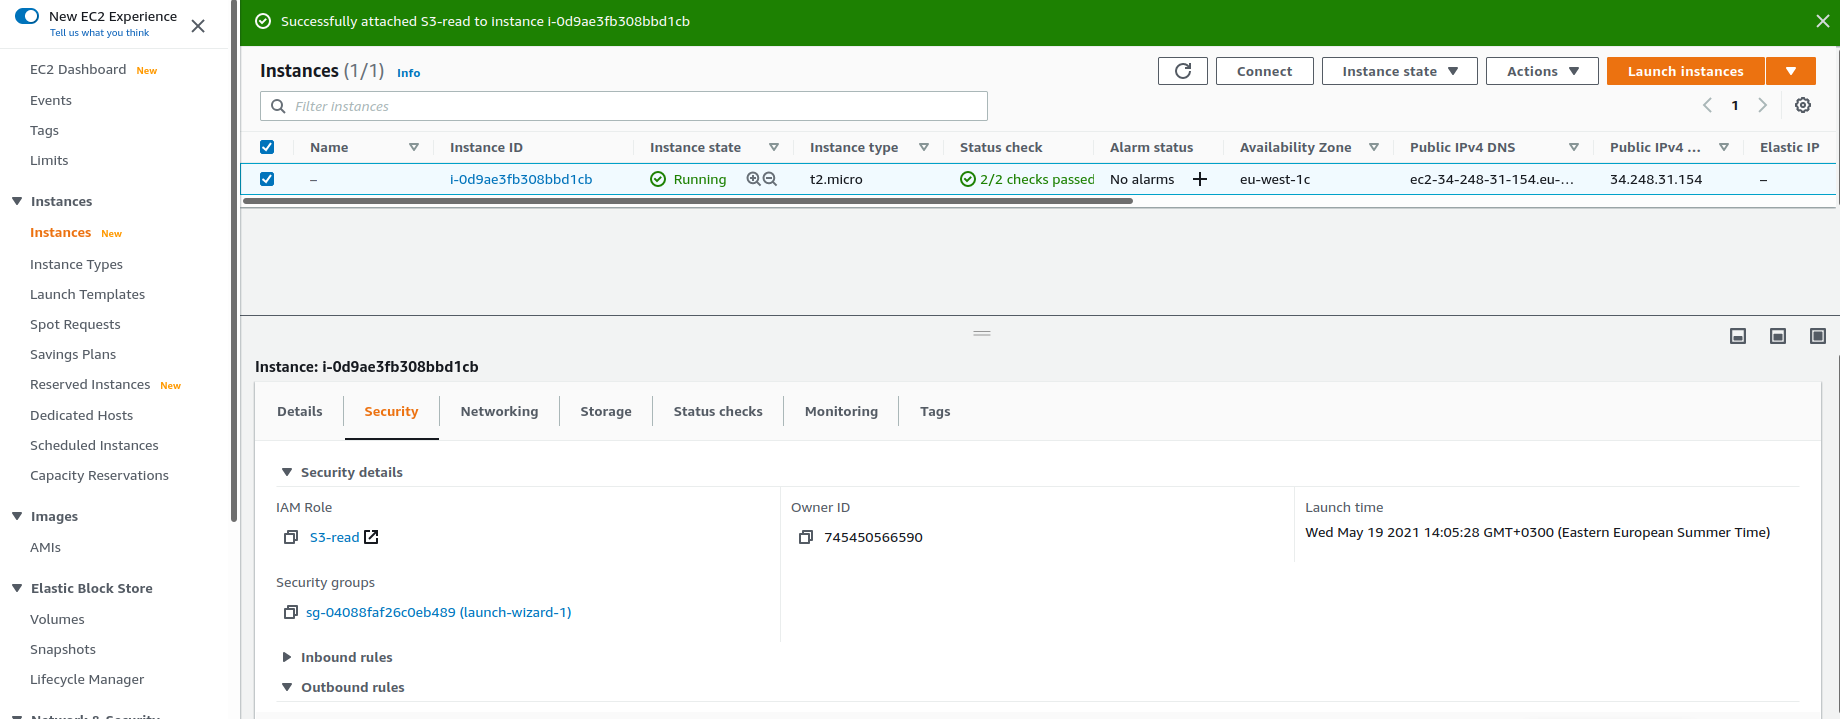 New EC2 Experience
Tell us what you think
EC2 Dashboard New
Events
Tags
Limits
Instances
Instances New
Instance Types
Launch Templates
Spot Requests
Savings Plans
Reserved Instances New
Dedicated Hosts
Scheduled Instances
Capacity Reservations
Images
AMIs
Elastic Block Store
Volumes
Snapshots
Lifecycle Manager
Network & Security
Successfully attached S3-read to instance i-0d9ae3fb308bbd1cb
Instances (1/1) Info
Connect Instance state Actions Launch instances
Filter instances
1
Name Instance ID Instance state Instance type Status check Alarm status Availability Zone Public IPv4 DNS Public IPv4 ... Elastic IP
– i-0d9ae3fb308bbd1cb Running t2.micro 2/2 checks passed No alarms + eu-west-1c ec2-34-248-31-154.eu-... 34.248.31.154 –
Instance: i-0d9ae3fb308bbd1cb
Details Security Networking Storage Status checks Monitoring Tags
Security details
IAM Role Owner ID Launch time
S3-read 745450566590 Wed May 19 2021 14:05:28 GMT+0300 (Eastern European Summer Time)
Security groups
sg-04088faf26c0eb489 (launch-wizard-1)
Inbound rules
Outbound rules